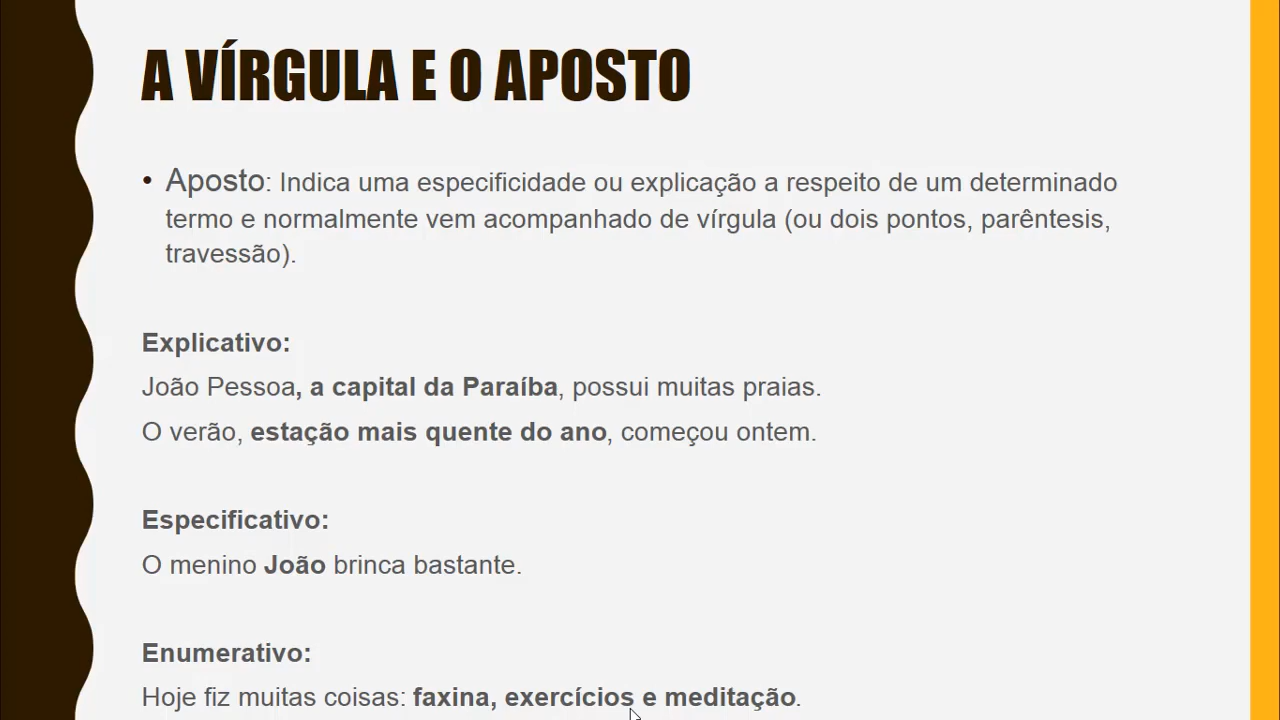 A VÍRGULA E O APOSTO
• Aposto: Indica uma especificidade ou explicação a respeito de um determinado
termo e normalmente vem acompanhado de vírgula (ou dois pontos, parêntesis,
travessão).
Explicativo:
João Pessoa, a capital da Paraíba, possui muitas praias.
O verão, estação mais quente do ano, começou ontem.
Especificativo:
O menino João brinca bastante.
Enumerativo:
Hoje fiz muitas coisas: faxina, exercícios e meditação.